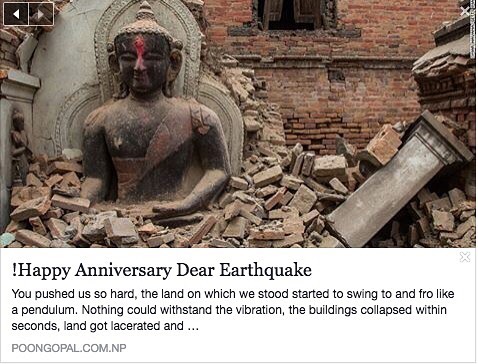 !Happy Anniversary Dear Earthquake
You pushed us so hard, the land on which we stood started to swing to and fro like
a pendulum. Nothing could withstand the vibration, the buildings collapsed within
seconds, land got lacerated and ...
POONGOPAL.COM.NP